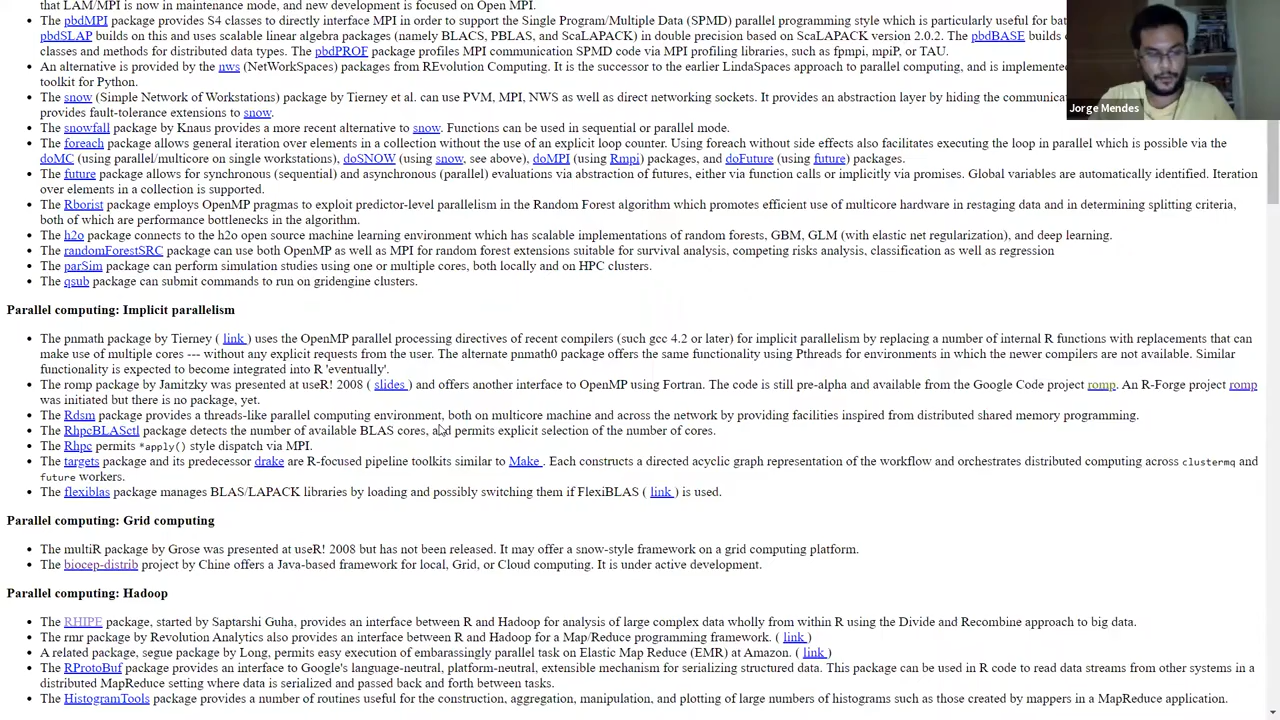 that LAM/MPI is now in maintenance mode, and new development is focused on Open MPI.
The pbdMPI package provides S4 classes to directly interface MPI in order to support the Single Program/Multiple Data (SPMD) parallel programming style which is particularly useful for
pbdSLAP builds on this and uses scalable linear algebra packages (namely BLACS, PBLAS, and ScaLAPACK) in double precision based on ScaLAPACK version 2.0.2. The pbdBASE builds
classes and methods for distributed data types. The pbdPROF package profiles MPI communication SPMD code via MPI profiling libraries, such as fpmpi, mpiP, or TAU.
An alternative is provided by the nws (NetWorkSpaces) packages from REvolution Computing. It is the successor to the earlier LindaSpaces approach to parallel computing, and is
toolkit for Python.
The snow (Simple Network of Workstations) package by Tierney et al. can use PVM, MPI, NWS as well as direct networking sockets. It provides an abstraction layer by hiding the
provides fault-tolerance extensions to snow.
The snowfall package by Knaus provides a more recent alternative to snow. Functions can be used in sequential or parallel mode.
Jorge Mendes
The foreach package allows general iteration over elements in a collection without the use of an explicit loop counter. Using foreach without side effects also facilitates executing the loop in parallel which is possible via the
doMC (using parallel/multicore on single workstations), doSNOW (using snow, see above), doMPI (using Rmpi) packages, and doFuture (using future) packages.
The future package allows for synchronous (sequential) and asynchronous (parallel) evaluations via abstraction of futures, either via function calls or implicitly via promises. Global variables are automatically identified. Iteration
over elements in a collection is supported.
The Rborist package employs OpenMP pragmas to exploit predictor-level parallelism in the Random Forest algorithm which promotes efficient use of multicore hardware in restaging data and in determining splitting criteria,
both of which are performance bottlenecks in the algorithm.
The h2o package connects to the h2o open source machine learning environment which has scalable implementations of random forests, GBM, GLM (with elastic net regularization), and deep learning.
The randomForestSRC package can use both OpenMP as well as MPI for random forest extensions suitable for survival analysis, competing risks analysis, classification as well as regression
The parSim package can perform simulation studies using one or multiple cores, both locally and on HPC clusters.
The qsub package can submit commands to run on gridengine clusters.
Parallel computing: Implicit parallelism
The pnmath package by Tierney ( link ) uses the OpenMP parallel processing directives of recent compilers (such gcc 4.2 or later) for implicit parallelism by replacing a number of internal R functions with replacements that can
make use of multiple cores --- without any explicit requests from the user. The alternate pnmath0 package offers the same functionality using Pthreads for environments in which the newer compilers are not available. Similar
functionality is expected to become integrated into R 'eventually'.
The romp package by Jamitzky was presented at useR! 2008 ( slides ) and offers another interface to OpenMP using Fortran. The code is still pre-alpha and available from the Google Code project romp. An R-Forge project romp
was initiated but there is no package, yet.
The Rdsm package provides a threads-like parallel computing environment, both on multicore machine and across the network by providing facilities inspired from distributed shared memory programming.
The RhpcBLASctl package detects the number of available BLAS cores, and permits explicit selection of the number of cores.
The Rhpc permits *apply() style dispatch via MPI.
The targets package and its predecessor drake are R-focused pipeline toolkits similar to Make . Each constructs a directed acyclic graph representation of the workflow and orchestrates distributed computing across clustermq and
future workers.
The flexiblas package manages BLAS/LAPACK libraries by loading and possibly switching them if FlexiBLAS ( link ) is used.
Parallel computing: Grid computing
The multiR package by Grose was presented at useR! 2008 but has not been released. It may offer a snow-style framework on a grid computing platform.
The biocep-distrib project by Chine offers a Java-based framework for local, Grid, or Cloud computing. It is under active development.
Parallel computing: Hadoop
The RHIPE package, started by Saptarshi Guha, provides an interface between R and Hadoop for analysis of large complex data wholly from within R using the Divide and Recombine approach to big data.
The rmr package by Revolution Analytics also provides an interface between R and Hadoop for a Map/Reduce programming framework. ( link )
A related package, segue package by Long, permits easy execution of embarassingly parallel task on Elastic Map Reduce (EMR) at Amazon. ( link )
The RProtoBuf package provides an interface to Google's language-neutral, platform-neutral, extensible mechanism for serializing structured data. This package can be used in R code to read data streams from other systems in a
distributed MapReduce setting where data is serialized and passed back and forth between tasks.
The HistogramTools package provides a number of routines useful for the construction, aggregation, manipulation, and plotting of large numbers of histograms such as those created by mappers in a MapReduce application.